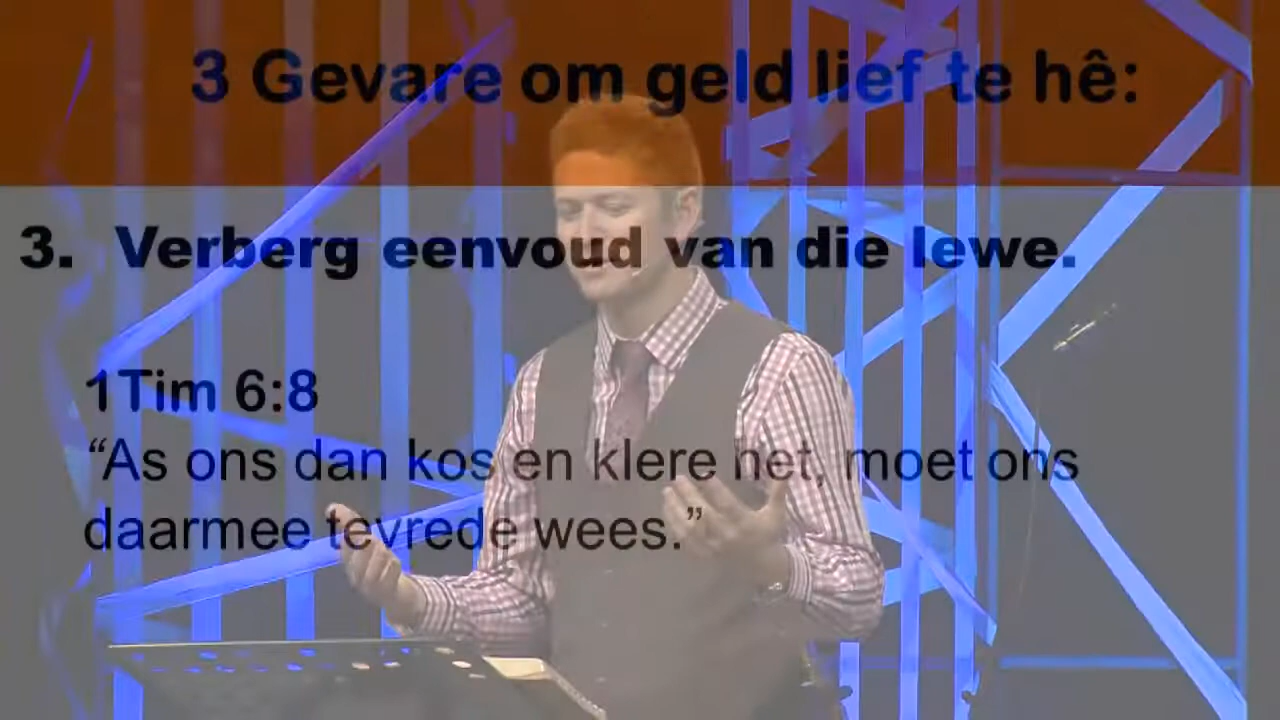 3 Gevare om geld lief te hê:
3. Verberg eenvoud van die lewe.
1Tim 6:8
“As ons dan kos en klere het, moet ons
daarmee tevrede wees.”